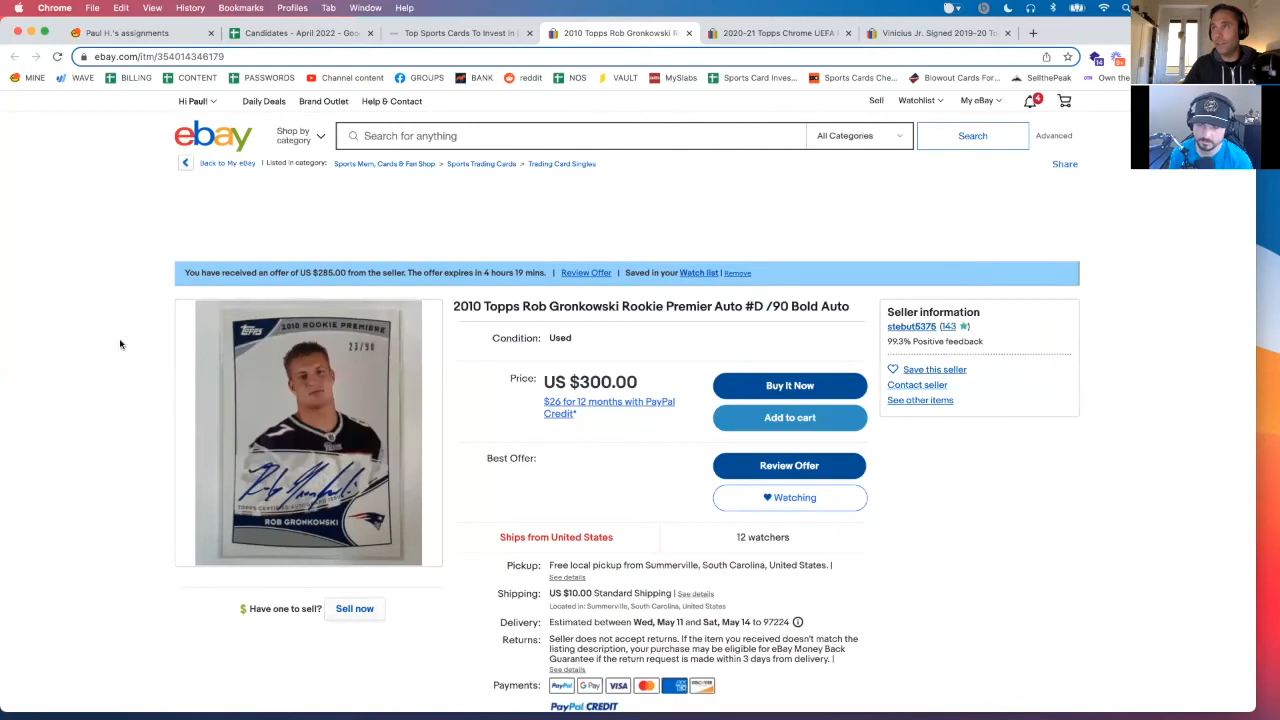 Chrome File Edit View History Bookmarks Profiles Tab Window Help
Paul H.'s assignments
Candidates - April 2022 - Goo
Top Sports Cards To Invest in
2010 Topps Rob Gronkowski R
2020-21 Topps Chrome UEFA
Vinicius Jr. Signed 2019-20 To
ebay.com/itm/354014346179
MINE WAVE BILLING CONTENT PASSWORDS Channel content GROUPS BANK reddit NOS VAULT MySlabs Sports Card Inves... Sports Cards Che... Blowout Cards For... SellthePeak Own the
Hi Paul! Daily Deals Brand Outlet Help & Contact Sell Watchlist My eBay 4
ebay Shop by category Search for anything All Categories Search Advanced
Back to My eBay | Listed in category: Sports Mem, Cards & Fan Shop > Sports Trading Cards > Trading Card Singles Share
You have received an offer of US $285.00 from the seller. The offer expires in 4 hours 19 mins. | Review Offer | Saved in your Watch list | Remove
TOPPS 2010 ROOKIE PREMIERE
23/90
TOPPS CERTIFIED AUTOGRAPH ISSUE
ROB GRONKOWSKI
Have one to sell? Sell now
2010 Topps Rob Gronkowski Rookie Premier Auto #D /90 Bold Auto
Condition: Used
Price: US $300.00 Buy It Now
$26 for 12 months with PayPal
Credit* Add to cart
Best Offer: Review Offer
Watching
Ships from United States 12 watchers
Pickup: Free local pickup from Summerville, South Carolina, United States. |
See details
Shipping: US $10.00 Standard Shipping | See details
Located in: Summerville, South Carolina, United States
Delivery: Estimated between Wed, May 11 and Sat, May 14 to 97224
Returns: Seller does not accept returns. If the item you received doesn't match the
listing description, your purchase may be eligible for eBay Money Back
Guarantee if the return request is made within 3 days from delivery. |
See details
Payments: PayPal G Pay VISA DISCOVER
PayPal CREDIT
Seller information
stebut5375 (143)
99.3% Positive feedback
Save this seller
Contact seller
See other items